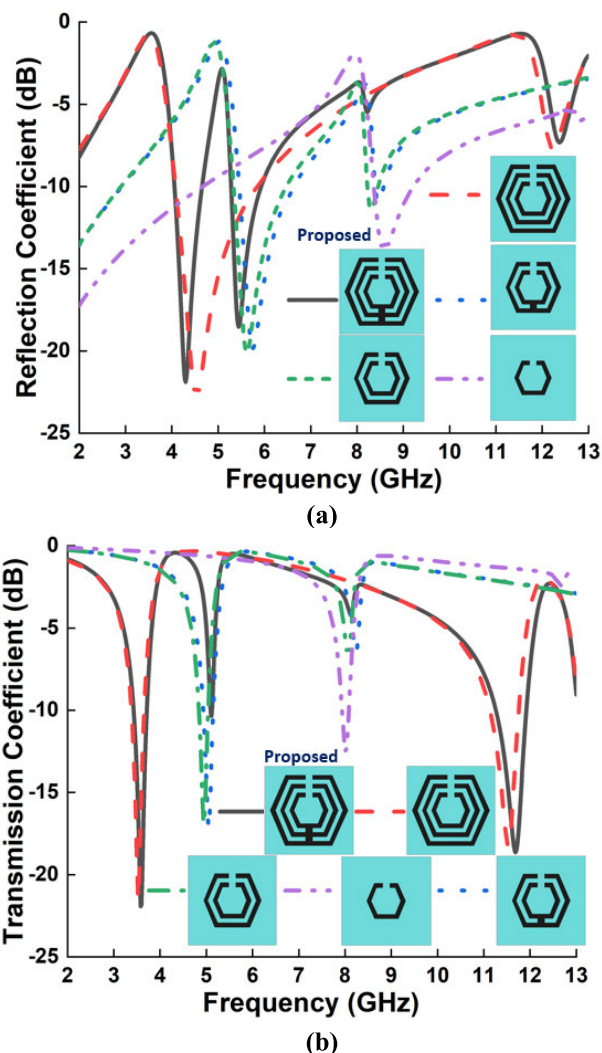 0
-5
-10
-15
-20
-25
Reflection Coefficient (dB)
Proposed
2 3 4 5 6 7 8 9 10 11 12 13
Frequency (GHz)
(a)
0
-5
-10
-15
-20
-25
Transmission Coefficient (dB)
Proposed
2 3 4 5 6 7 8 9 10 11 12 13
Frequency (GHz)
(b)